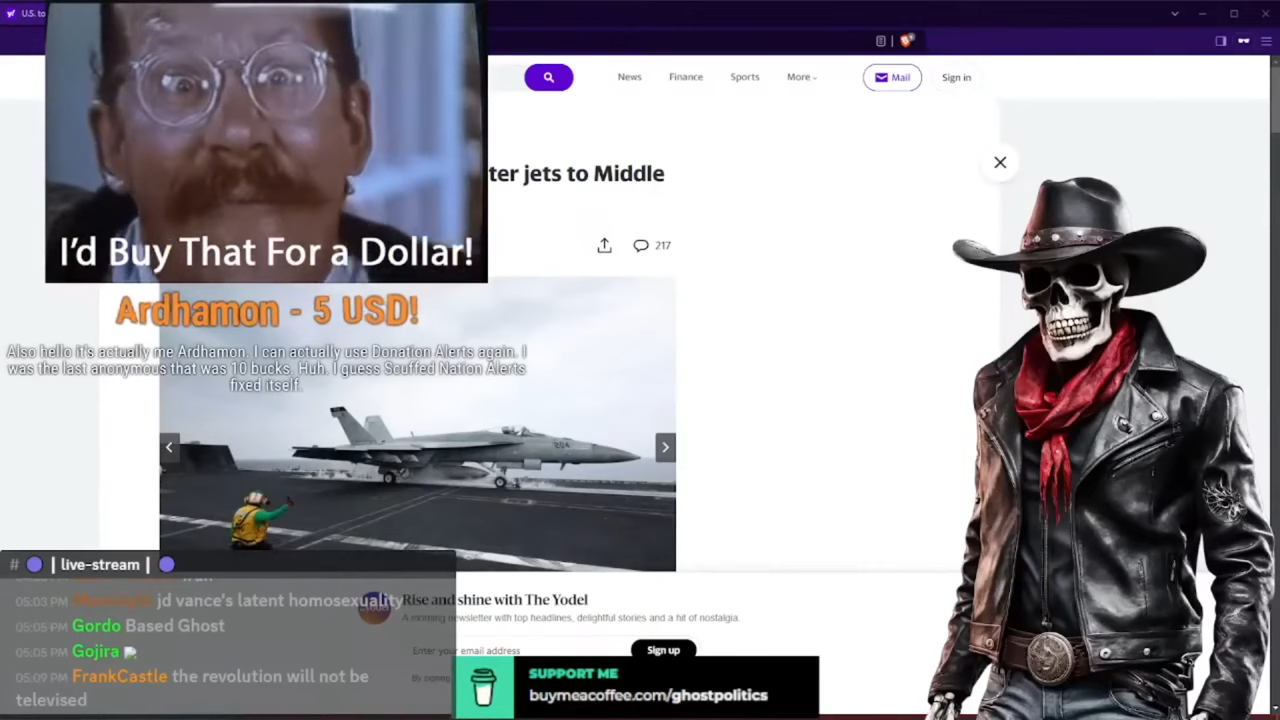 U.S. to
News
Finance
Sports
More
Mail
Sign in
ter jets to Middle
217
I'd Buy That For a Dollar!
Ardhamon - 5 USD!
Also hello it's actually me Ardhamon. I can actually use Donation Alerts again. I
was the last anonymous that was 10 bucks. Huh. I guess Scuffed Nation Alerts
fixed itself.
204
# | live-stream |
05:03 PM jd vance's latent homosexuality
05:05 PM Gordo Based Ghost
05:05 PM Gojira
05:09 PM FrankCastle the revolution will not be
televised
Rise and shine with The Yodel
A morning newsletter with top headlines, delightful stories and a hit of nostalgia.
Enter your email address
Sign up
By
SUPPORT ME
buymeacoffee.com/ghostpolitics